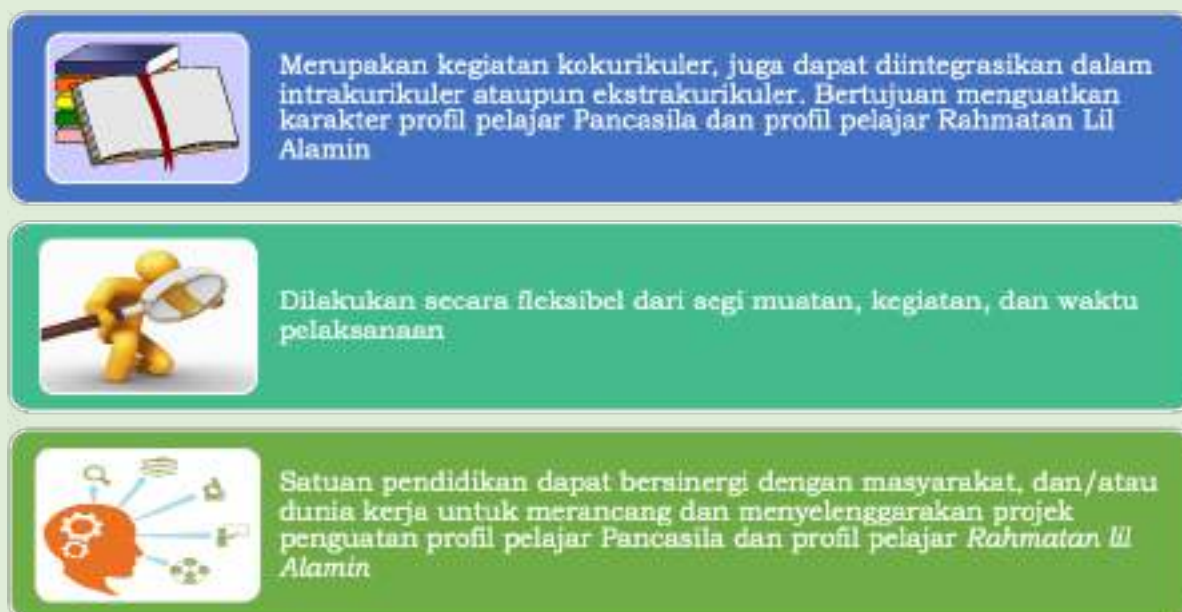 Merupakan kegiatan kokurikuler, juga dapat diintegrasikan dalam
intrakurikuler ataupun ekstrakurikuler. Bertujuan menguatkan
karakter profil pelajar Pancasila dan profil pelajar Rahmatan Lil
Alamin
Dilakukan secara fleksibel dari segi muatan, kegiatan, dan waktu
pelaksanaan
Satuan pendidikan dapat bersinergi dengan masyarakat, dan/atau
dunia kerja untuk merancang dan menyelenggarakan projek
penguatan profil pelajar Pancasila dan profil pelajar Rahmatan lil
Alamin